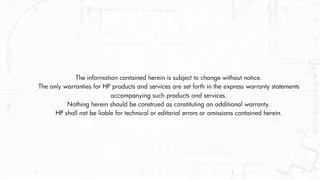 The information contained herein is subject to change without notice.
The only warranties for HP products and services are set forth in the express warranty statements
accompanying such products and services.
Nothing herein should be construed as constituting an additional warranty.
HP shall not be liable for technical or editorial errors or omissions contained herein.